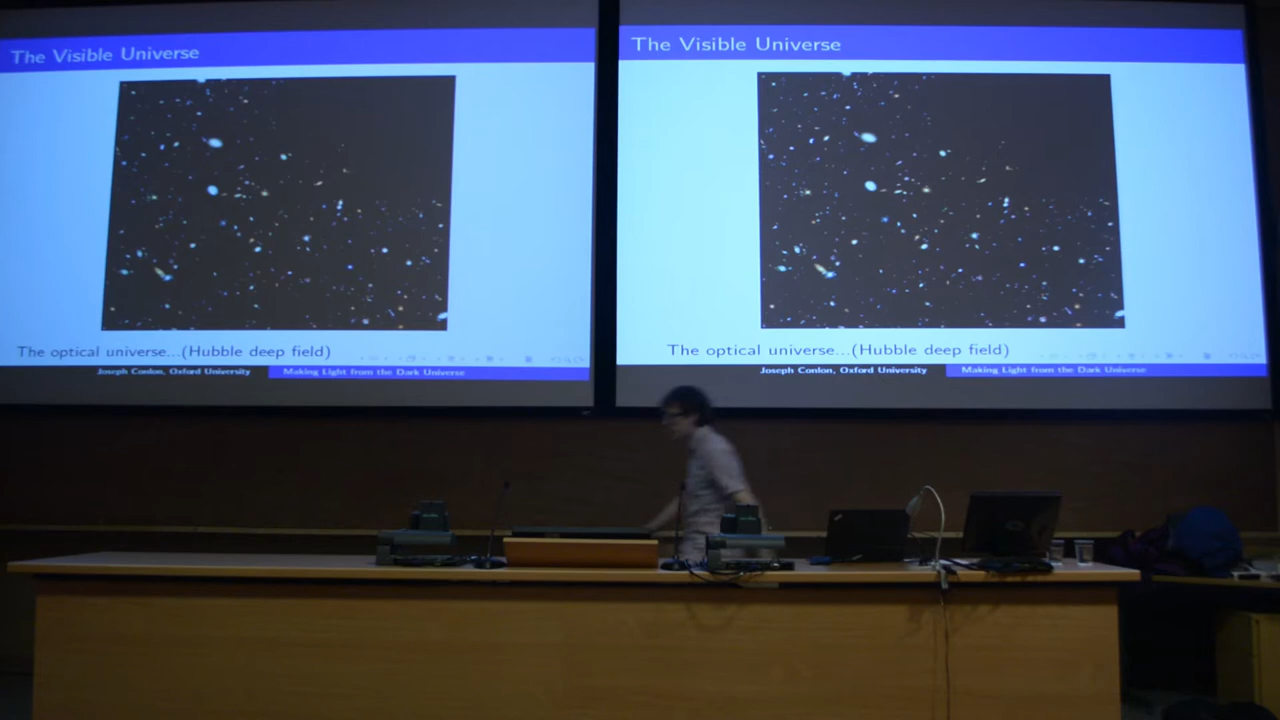 The Visible Universe
The optical universe...(Hubble deep field)
Joseph Conlon, Oxford University
Making Light from the Dark Universe
The Visible Universe
The optical universe...(Hubble deep field)
Joseph Conlon, Oxford University
Making Light from the Dark Universe